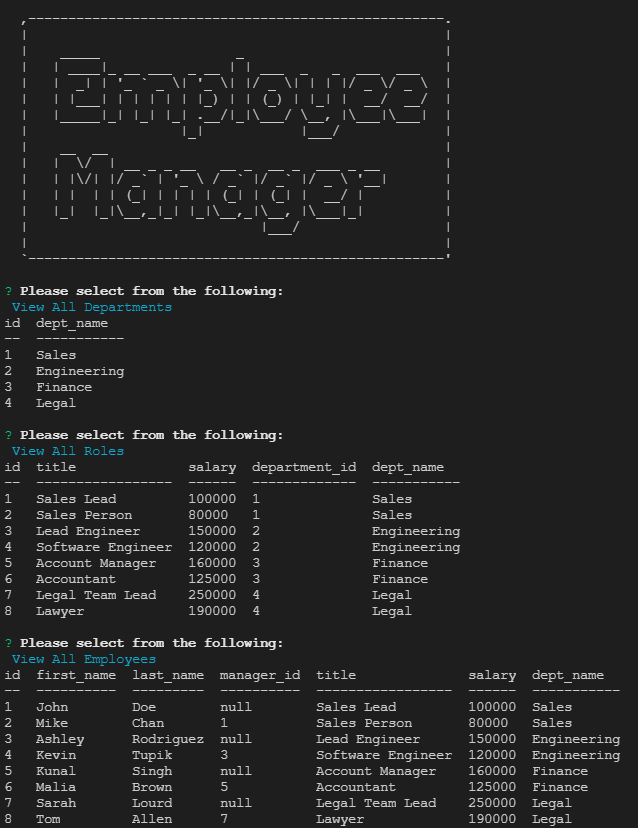 Employee
Manager
? Please select from the following:
View All Departments
id  dept_name
--  -----------
1   Sales
2   Engineering
3   Finance
4   Legal
? Please select from the following:
View All Roles
id  title              salary  department_id  dept_name
--  -----------------  ------  -------------  -----------
1   Sales Lead         100000  1              Sales
2   Sales Person       80000   1              Sales
3   Lead Engineer      150000  2              Engineering
4   Software Engineer  120000  2              Engineering
5   Account Manager    160000  3              Finance
6   Accountant         125000  3              Finance
7   Legal Team Lead    250000  4              Legal
8   Lawyer             190000  4              Legal
? Please select from the following:
View All Employees
id  first_name  last_name  manager_id  title              salary  dept_name
--  ----------  ---------  ----------  -----------------  ------  -----------
1   John        Doe        null        Sales Lead         100000  Sales
2   Mike        Chan       1           Sales Person       80000   Sales
3   Ashley      Rodriguez  null        Lead Engineer      150000  Engineering
4   Kevin       Tupik      3           Software Engineer  120000  Engineering
5   Kunal       Singh      null        Account Manager    160000  Finance
6   Malia       Brown      5           Accountant         125000  Finance
7   Sarah       Lourd      null        Legal Team Lead    250000  Legal
8   Tom         Allen      7           Lawyer             190000  Legal